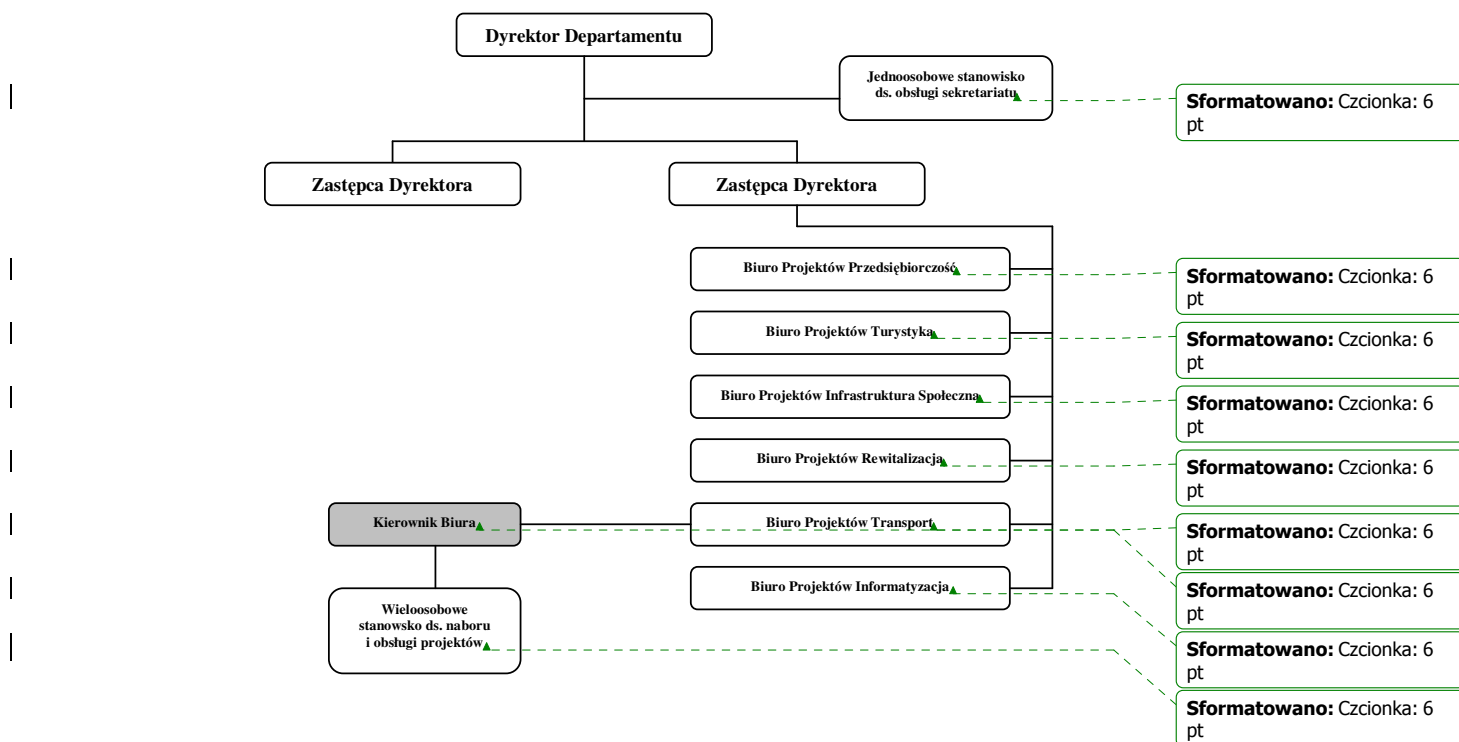 Dyrektor Departamentu
Jednoosobowe stanowisko
ds. obsługi sekretariatu
Sformatowano: Czcionka: 6
pt
Zastępca Dyrektora
Zastępca Dyrektora
Biuro Projektów Przedsiębiorczość
Sformatowano: Czcionka: 6
pt
Biuro Projektów Turystyka
Sformatowano: Czcionka: 6
pt
Biuro Projektów Infrastruktura Społeczna
Sformatowano: Czcionka: 6
pt
Biuro Projektów Rewitalizacja
Sformatowano: Czcionka: 6
pt
Kierownik Biura
Biuro Projektów Transport
Sformatowano: Czcionka: 6
pt
Biuro Projektów Informatyzacja
Sformatowano: Czcionka: 6
pt
Wieloosobowe
stanowsko ds. naboru
i obsługi projektów
Sformatowano: Czcionka: 6
pt
Sformatowano: Czcionka: 6
pt